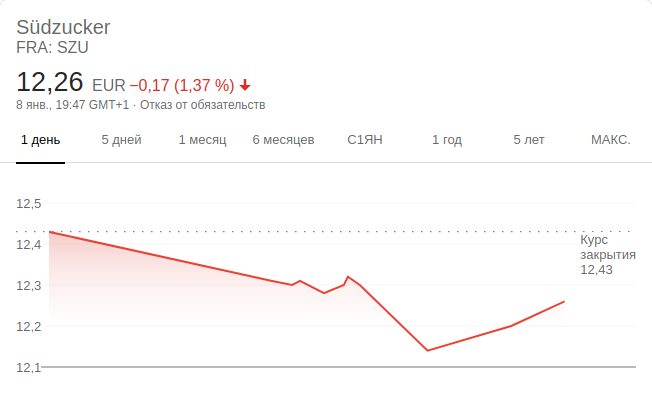 Südzucker
FRA: SZU
12,26 EUR −0,17 (1,37 %)
8 янв., 19:47 GMT+1 · Отказ от обязательств
1 день 5 дней 1 месяц 6 месяцев С1ЯН 1 год 5 лет МАКС.
12,5
12,4
12,3
12,2
12,1
Курс
закрытия
12,43